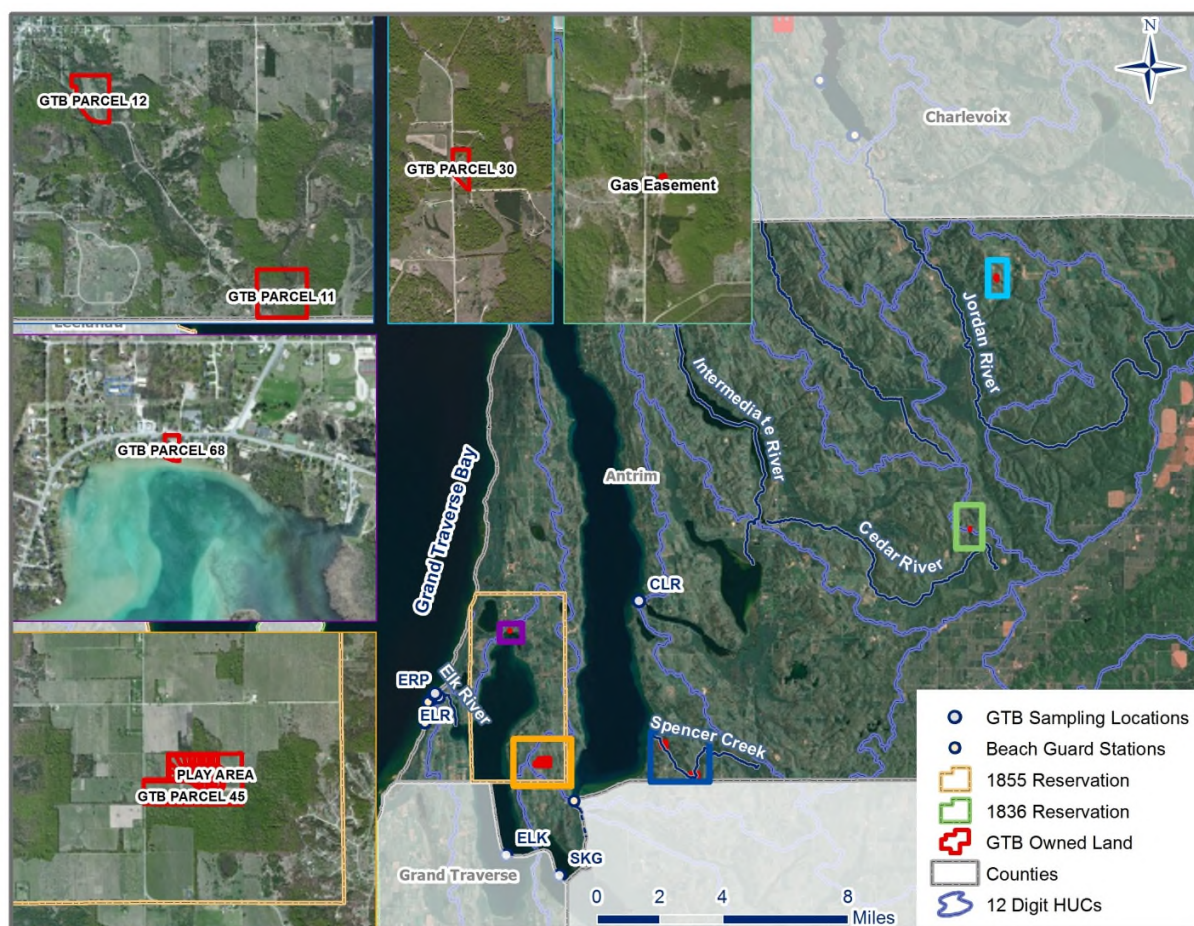 GTB PARCEL 12
GTB PARCEL 11
GTB PARCEL 30
Gas Easement
N
Charlevoix
Leelanau
GTB PARCEL 68
PLAY AREA
GTB PARCEL 45
Jordan River
Intermediate River
Antrim
Grand Traverse Bay
Cedar River
CLR
ERP
ELR
Elk River
Spencer Creek
ELK
SKG
Grand Traverse
0 2 4 8
Miles
GTB Sampling Locations
Beach Guard Stations
1855 Reservation
1836 Reservation
GTB Owned Land
Counties
12 Digit HUCs